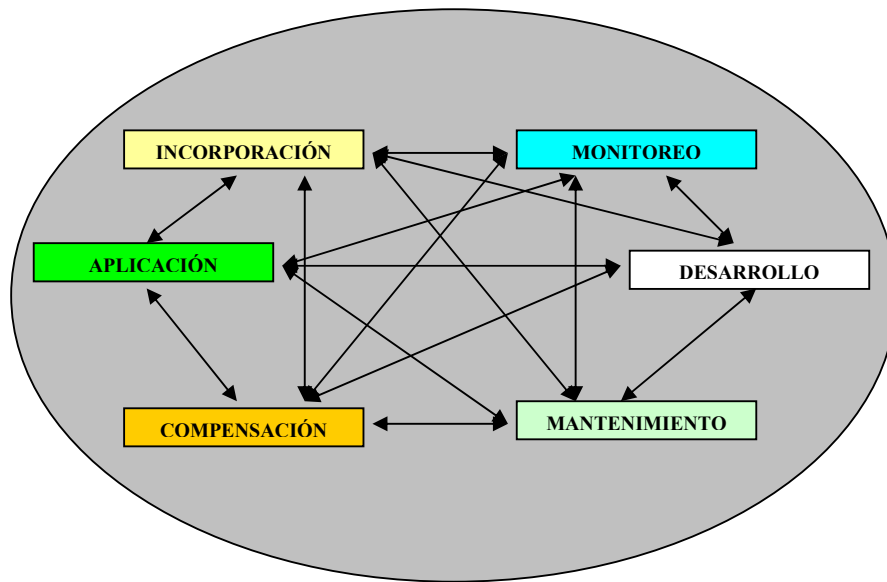 INCORPORACIÓN
MONITOREO
APLICACIÓN
DESARROLLO
COMPENSACIÓN
MANTENIMIENTO